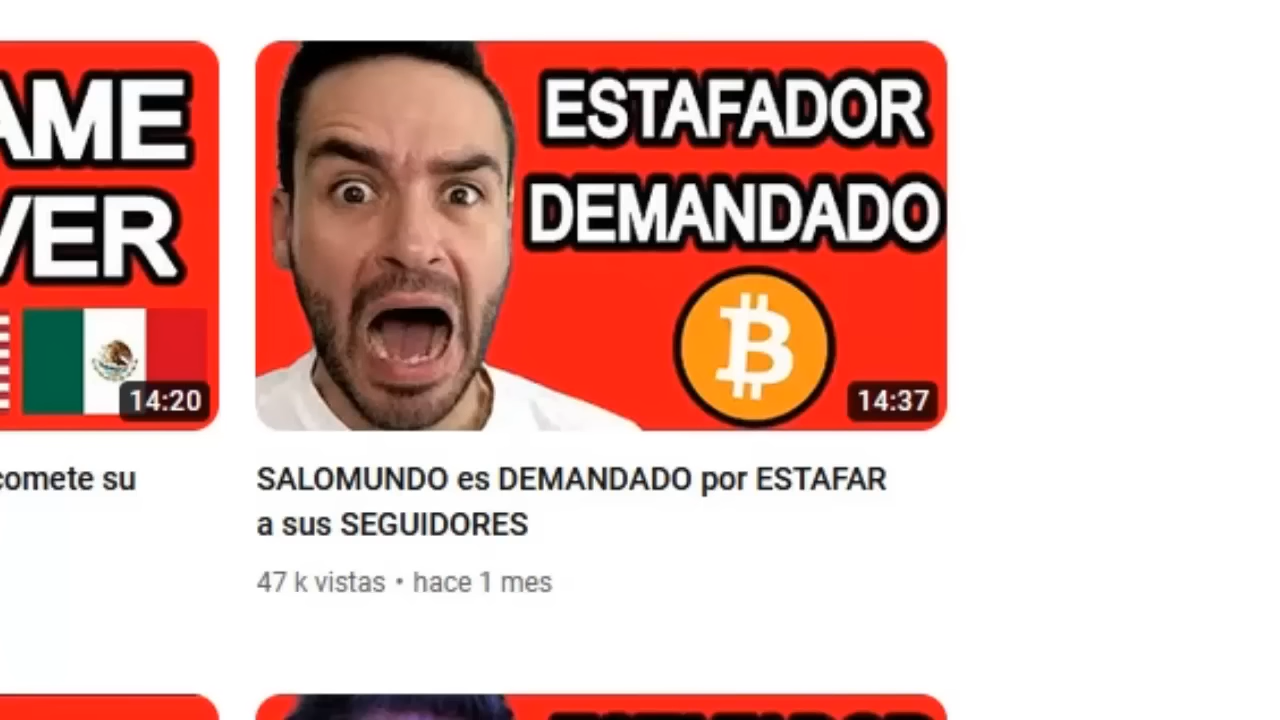 AME
VER
14:20
comete su
ESTAFADOR
DEMANDADO
14:37
SALOMUNDO es DEMANDADO por ESTAFAR
a sus SEGUIDORES
47 k vistas • hace 1 mes